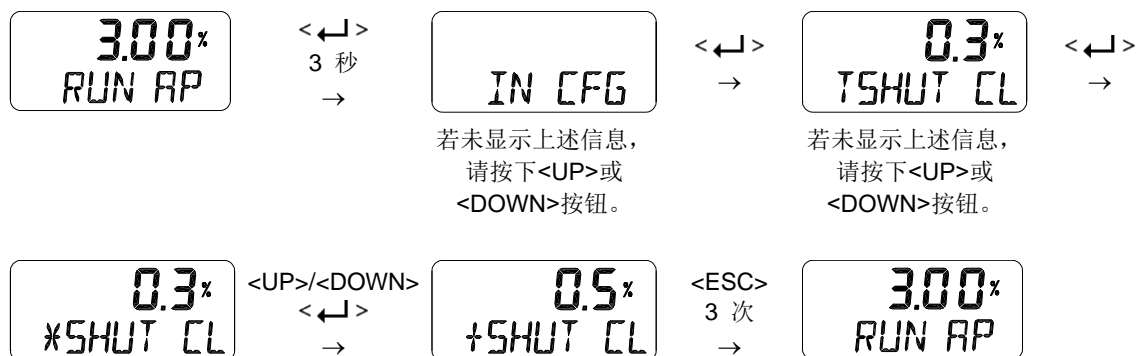 3.00%
RUN AP
<↵>
3 秒
→
IN CFG
若未显示上述信息，
请按下<UP>或
<DOWN>按钮。
<↵>
→
0.3%
TSHUT CL
若未显示上述信息，
请按下<UP>或
<DOWN>按钮。
<↵>
→
0.3%
*SHUT CL
<UP>/<DOWN>
<↵>
→
0.5%
+SHUT CL
<ESC>
3 次
→
3.00%
RUN AP